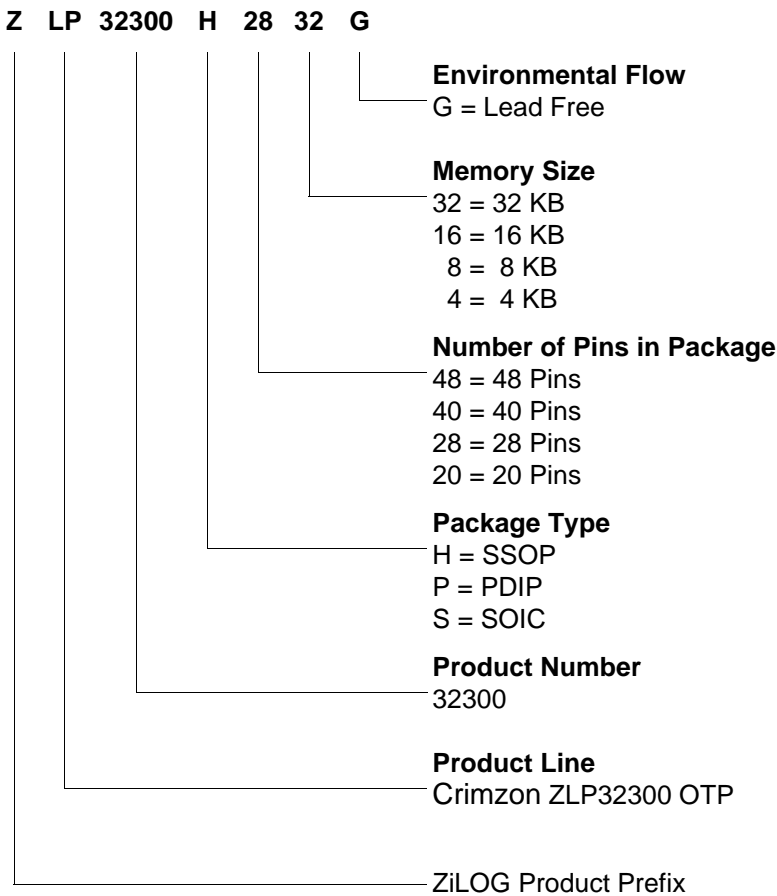 Z LP 32300 H 28 32 G
Environmental Flow
G = Lead Free
Memory Size
32 = 32 KB
16 = 16 KB
8 = 8 KB
4 = 4 KB
Number of Pins in Package
48 = 48 Pins
40 = 40 Pins
28 = 28 Pins
20 = 20 Pins
Package Type
H = SSOP
P = PDIP
S = SOIC
Product Number
32300
Product Line
Crimzon ZLP32300 OTP
ZiLOG Product Prefix